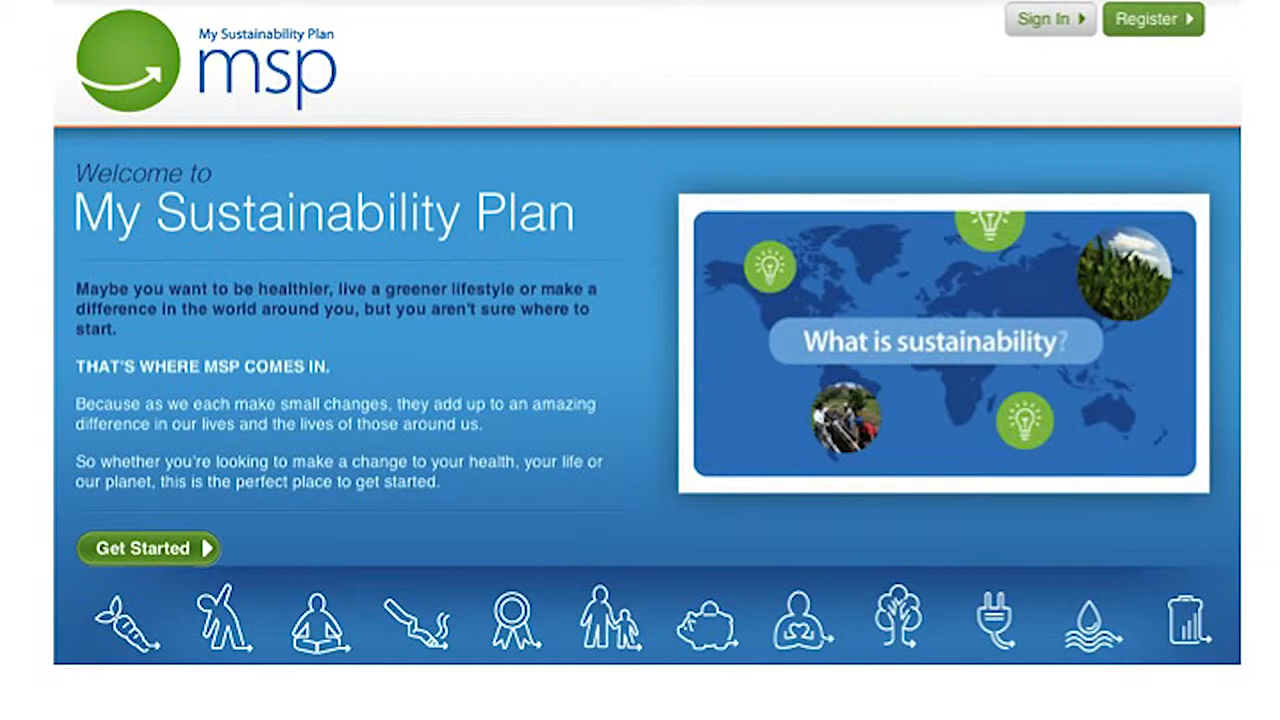 My Sustainability Plan
msp
Sign In
Register
Welcome to
My Sustainability Plan
Maybe you want to be healthier, live a greener lifestyle or make a
difference in the world around you, but you aren't sure where to
start.
THAT'S WHERE MSP COMES IN.
Because as we each make small changes, they add up to an amazing
difference in our lives and the lives of those around us.
So whether you're looking to make a change to your health, your life or
our planet, this is the perfect place to get started.
Get Started
What is sustainability?